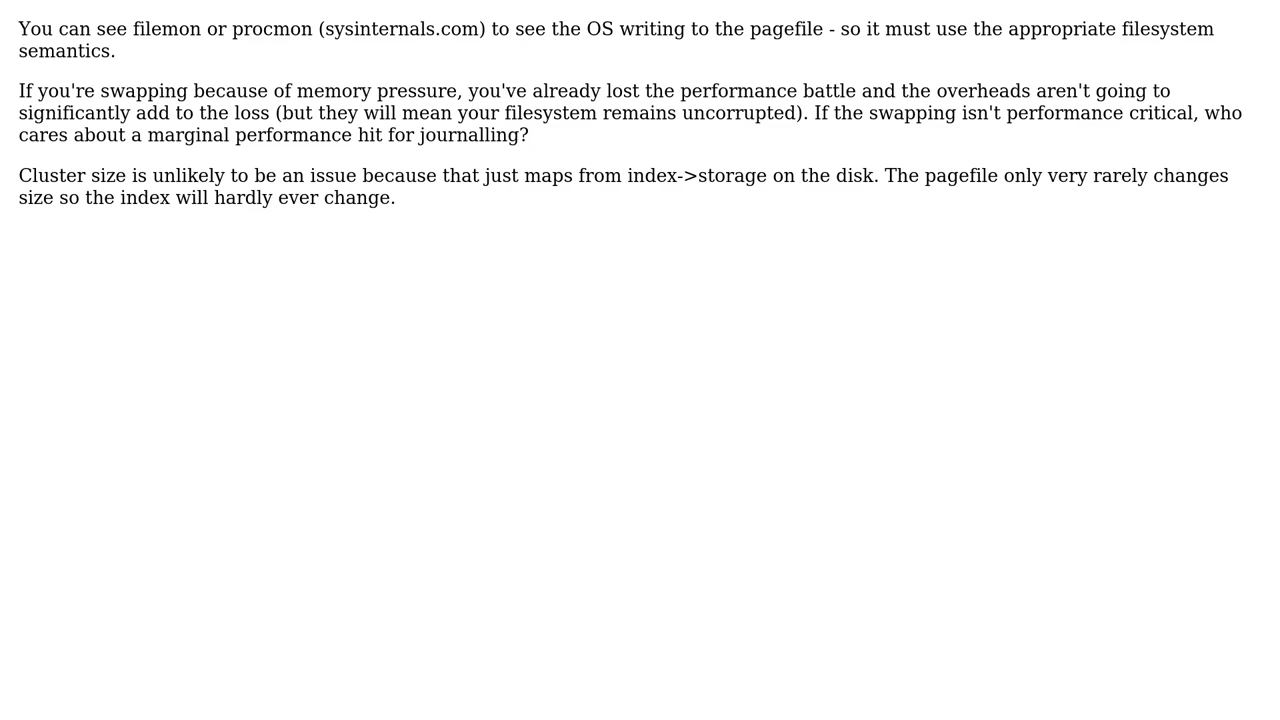 You can see filemon or procmon (sysinternals.com) to see the OS writing to the pagefile - so it must use the appropriate filesystem
semantics.
If you're swapping because of memory pressure, you've already lost the performance battle and the overheads aren't going to
significantly add to the loss (but they will mean your filesystem remains uncorrupted). If the swapping isn't performance critical, who
cares about a marginal performance hit for journalling?
Cluster size is unlikely to be an issue because that just maps from index->storage on the disk. The pagefile only very rarely changes
size so the index will hardly ever change.